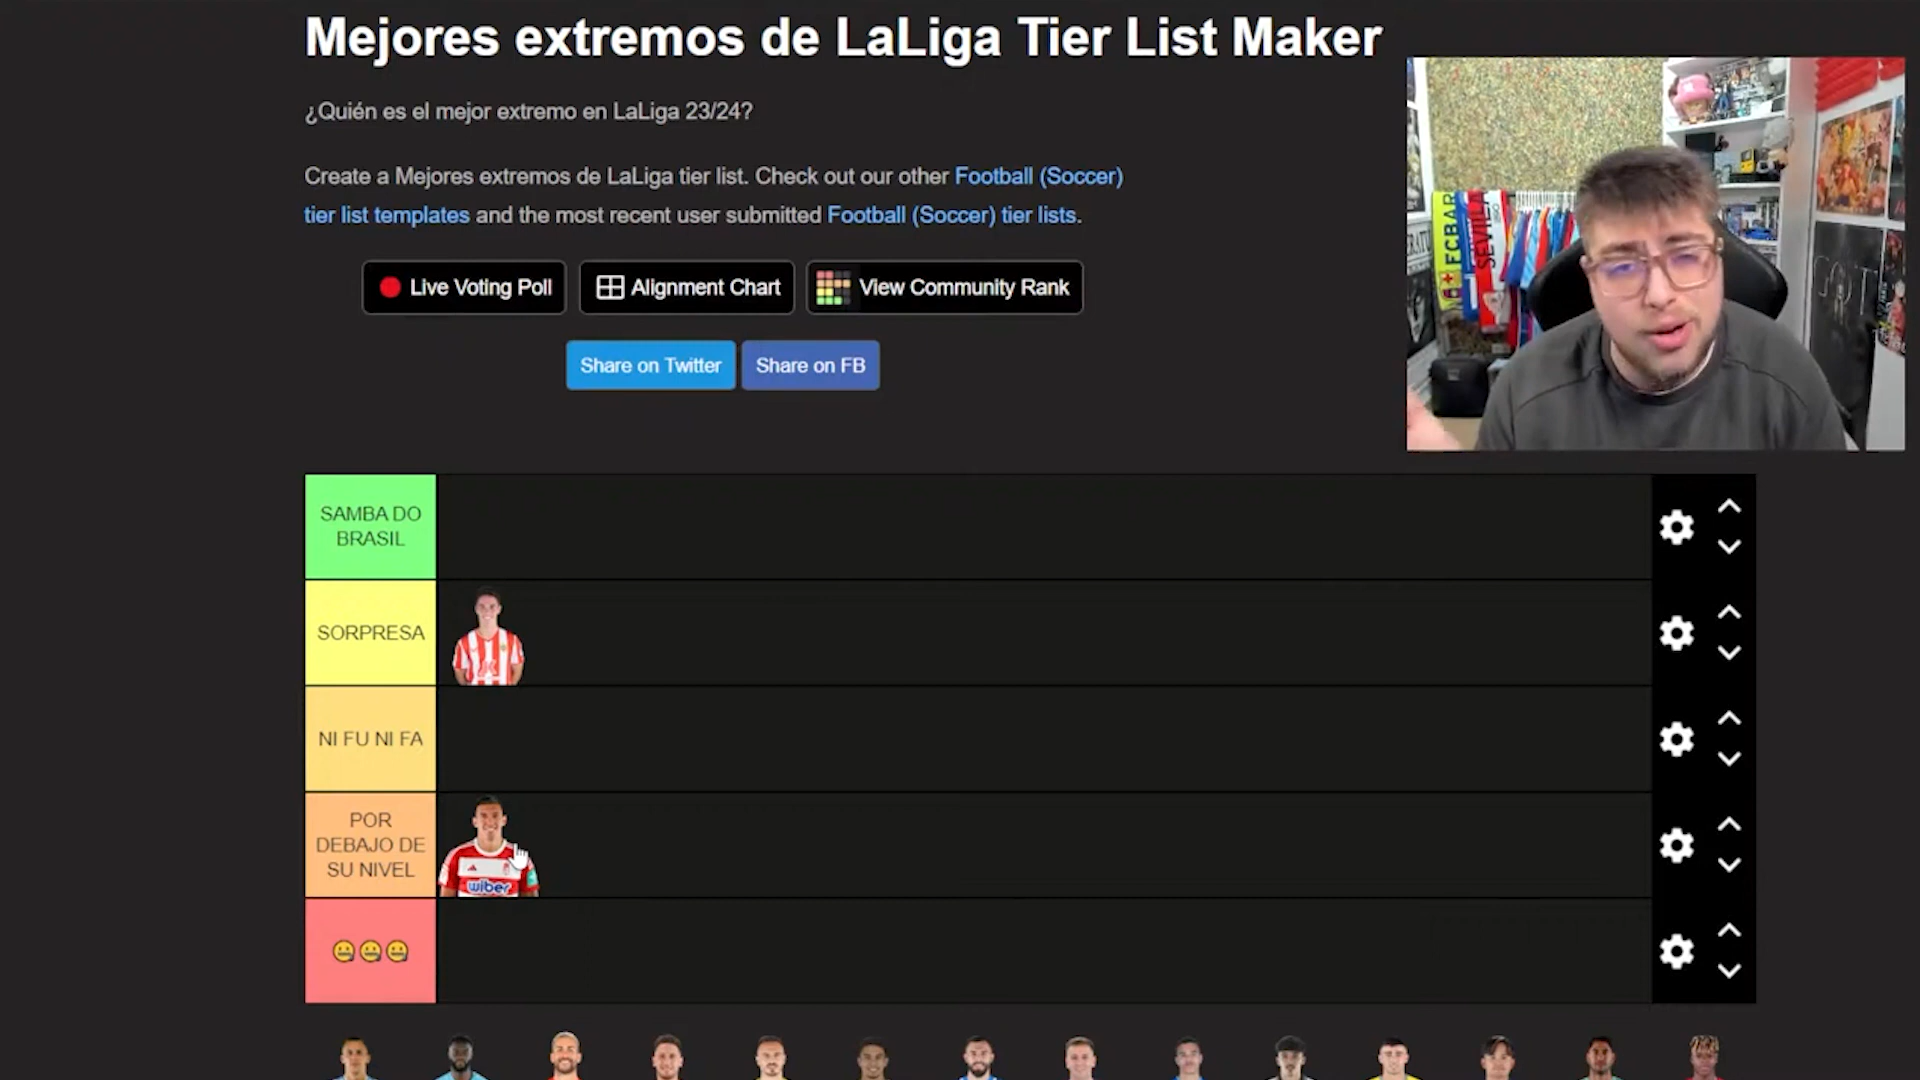 Mejores extremos de LaLiga Tier List Maker
¿Quién es el mejor extremo en LaLiga 23/24?
Create a Mejores extremos de LaLiga tier list. Check out our other Football (Soccer)
tier list templates and the most recent user submitted Football (Soccer) tier lists.
Live Voting Poll
Alignment Chart
View Community Rank
Share on Twitter
Share on FB
FCBAR
SEVILLA
SAMBA DO
BRASIL
SORPRESA
NI FU NI FA
POR
DEBAJO DE
SU NIVEL
wiber